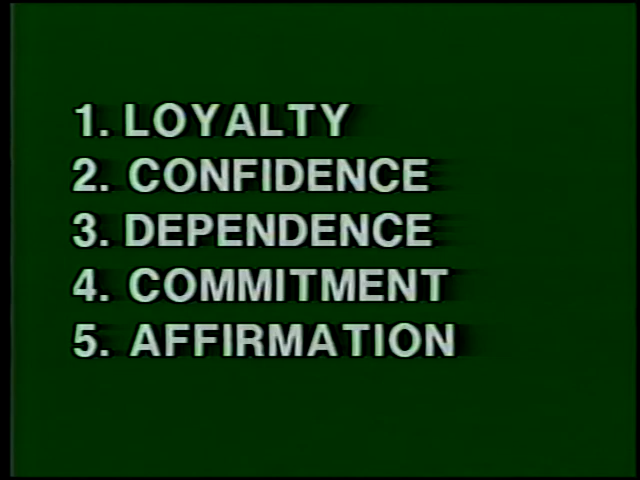 1. LOYALTY
2. CONFIDENCE
3. DEPENDENCE
4. COMMITMENT
5. AFFIRMATION